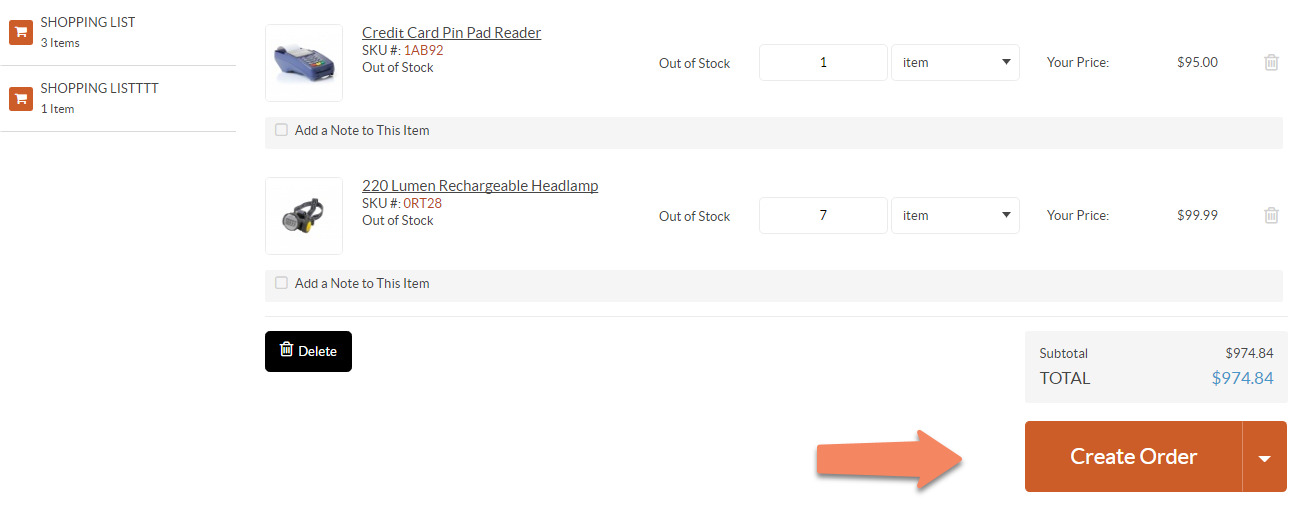 SHOPPING LIST
3 Items
SHOPPING LISTTTT
1 Item
Credit Card Pin Pad Reader
SKU #: 1AB92
Out of Stock
Out of Stock
1
item
Your Price:
$95.00
Add a Note to This Item
220 Lumen Rechargeable Headlamp
SKU #: 0RT28
Out of Stock
Out of Stock
7
item
Your Price:
$99.99
Add a Note to This Item
Delete
Subtotal
$974.84
TOTAL
$974.84
Create Order